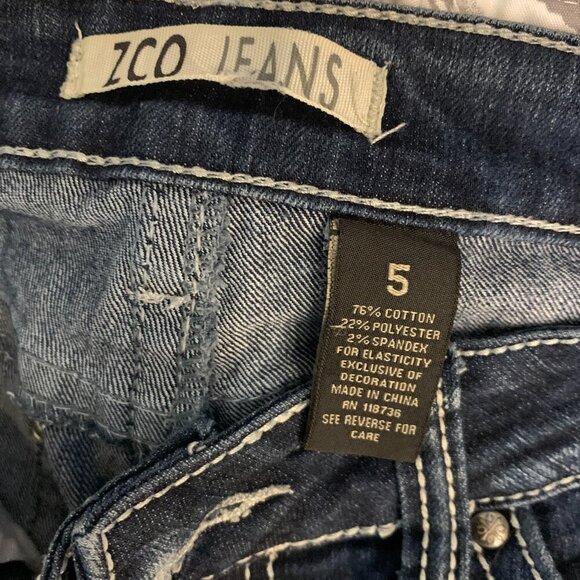 ZCO JEANS
5
76% COTTON
22% POLYESTER
2% SPANDEX
FOR ELASTICITY
EXCLUSIVE OF
DECORATION
MADE IN CHINA
RN 118736
SEE REVERSE FOR
CARE